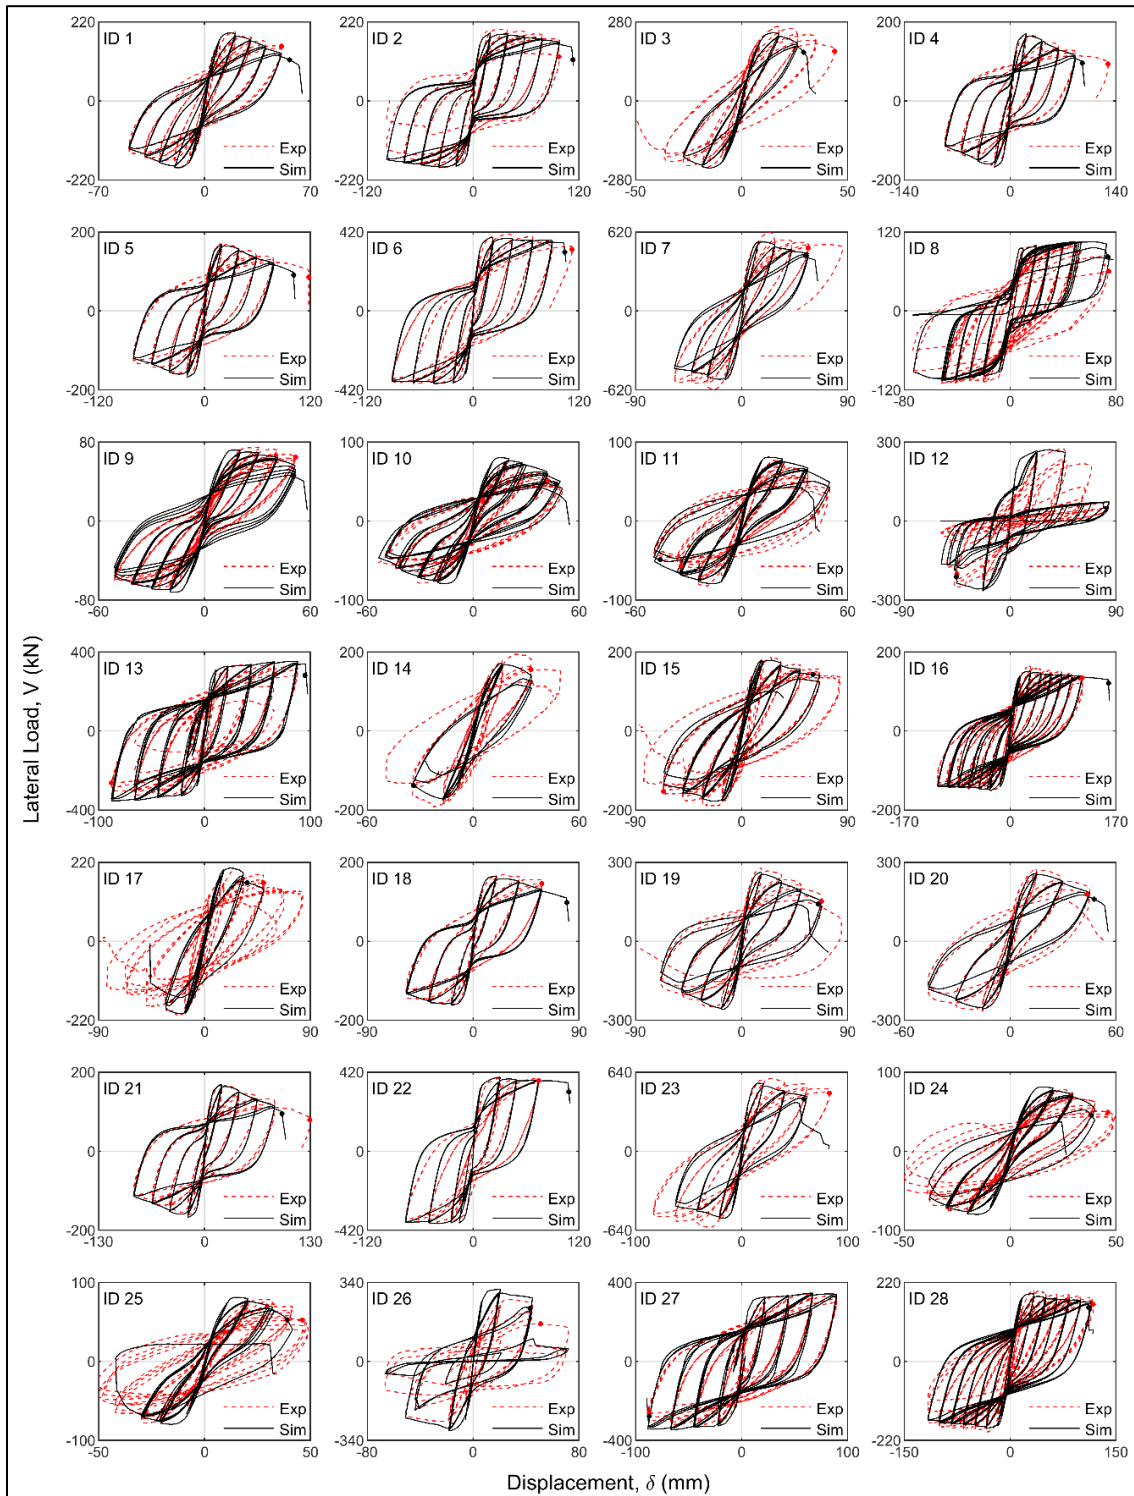 Lateral Load, V (kN)
220
0
-220
-70
0
70
ID 1
Exp
Sim
220
0
-220
-120
0
120
ID 2
Exp
Sim
280
0
-280
-50
0
50
ID 3
Exp
Sim
200
0
-200
-140
0
140
ID 4
Exp
Sim
200
0
-200
-120
0
120
ID 5
Exp
Sim
420
0
-420
-120
0
120
ID 6
Exp
Sim
620
0
-620
-90
0
90
ID 7
Exp
Sim
120
0
-120
-80
0
80
ID 8
Exp
Sim
80
0
-80
-60
0
60
ID 9
Exp
Sim
100
0
-100
-60
0
60
ID 10
Exp
Sim
100
0
-100
-60
0
60
ID 11
Exp
Sim
300
0
-300
-90
0
90
ID 12
Exp
Sim
400
0
-400
-100
0
100
ID 13
Exp
Sim
200
0
-200
-60
0
60
ID 14
Exp
Sim
200
0
-200
-90
0
90
ID 15
Exp
Sim
200
0
-200
-170
0
170
ID 16
Exp
Sim
220
0
-220
-90
0
90
ID 17
Exp
Sim
200
0
-200
-120
0
120
ID 18
Exp
Sim
300
0
-300
-90
0
90
ID 19
Exp
Sim
300
0
-300
-60
0
60
ID 20
Exp
Sim
200
0
-200
-130
0
130
ID 21
Exp
Sim
420
0
-420
-120
0
120
ID 22
Exp
Sim
640
0
-640
-100
0
100
ID 23
Exp
Sim
100
0
-100
-50
0
50
ID 24
Exp
Sim
100
0
-100
-50
0
50
ID 25
Exp
Sim
340
0
-340
-80
0
80
ID 26
Exp
Sim
400
0
-400
-100
0
100
ID 27
Exp
Sim
220
0
-220
-150
0
150
ID 28
Exp
Sim
Displacement, δ (mm)